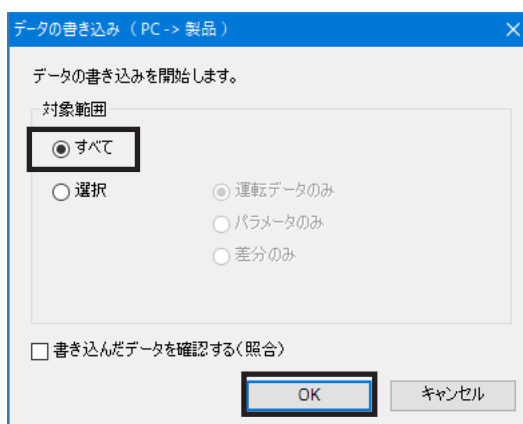 データの書き込み （ PC -> 製品 ）
データの書き込みを開始します。
対象範囲
すべて
選択
運転データのみ
パラメータのみ
差分のみ
書き込んだデータを確認する(照合)
OK
キャンセル